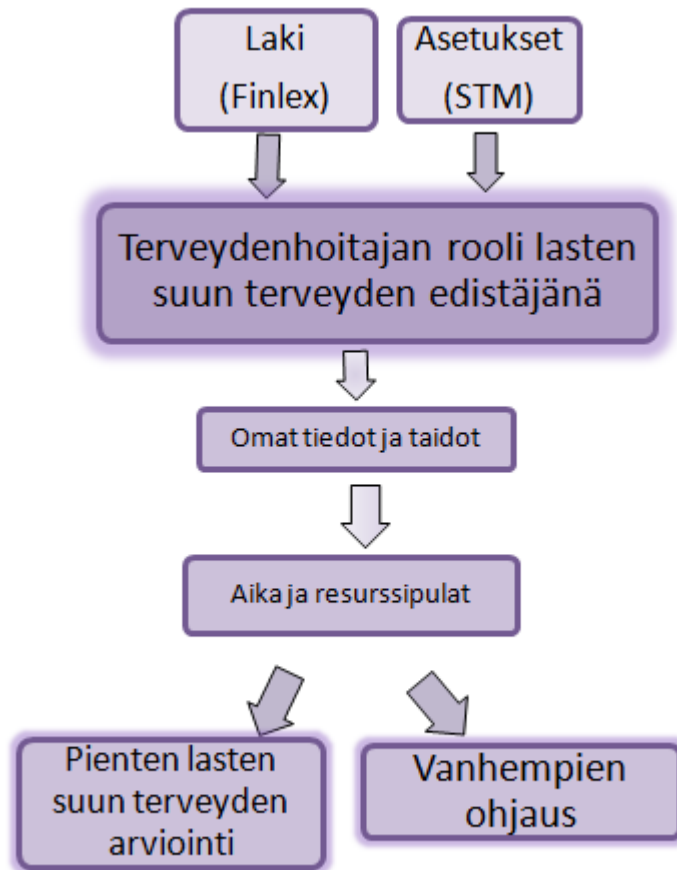 Laki
(Finlex)
Asetukset
(STM)
Terveydenhoitajan rooli lasten
suun terveyden edistäjänä
Omat tiedot ja taidot
Aika ja resurssipulat
Pienten lasten
suun terveyden
arviointi
Vanhempien
ohjaus